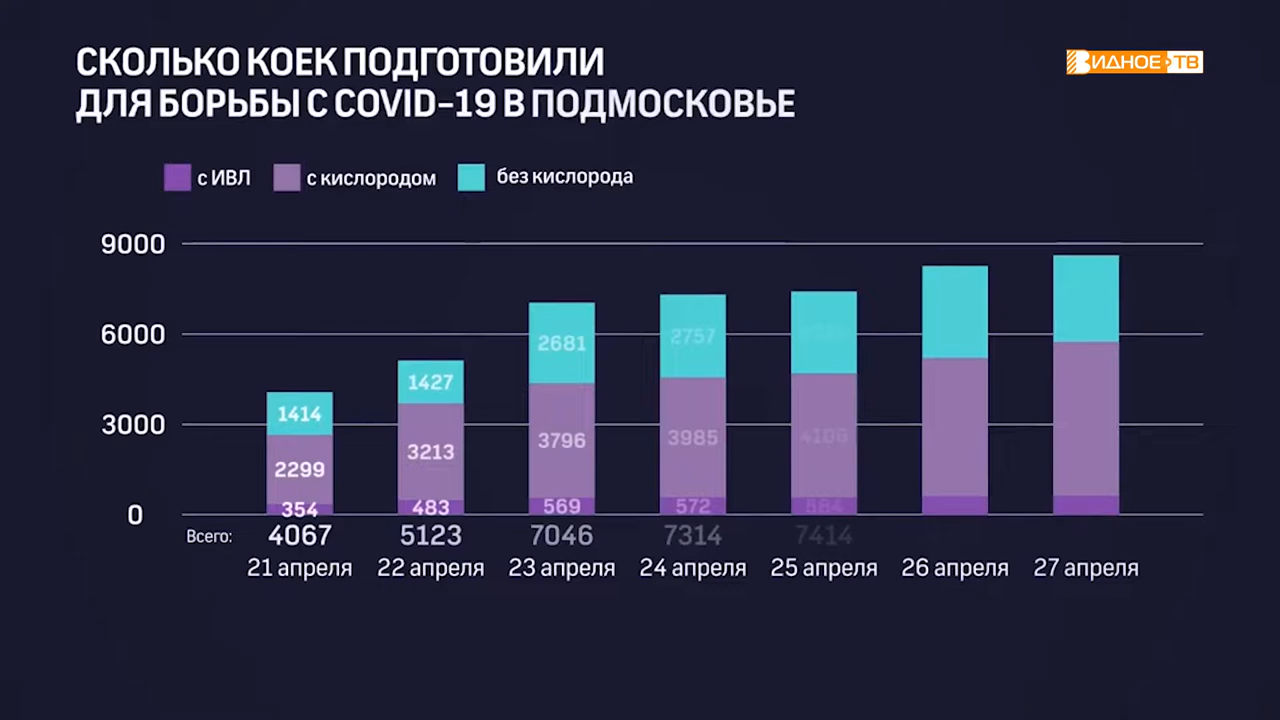 СКОЛЬКО КОЕК ПОДГОТОВИЛИ
ДЛЯ БОРЬБЫ С COVID-19 В ПОДМОСКОВЬЕ
ВИДНОЕ ТВ
с ИВЛ с кислородом без кислорода
9000
6000
3000
0
1414 1427 2681 2757
2299 3213 3796 3985 4106
354 483 569 572
Всего: 4067 5123 7046 7314 7414
21 апреля 22 апреля 23 апреля 24 апреля 25 апреля 26 апреля 27 апреля